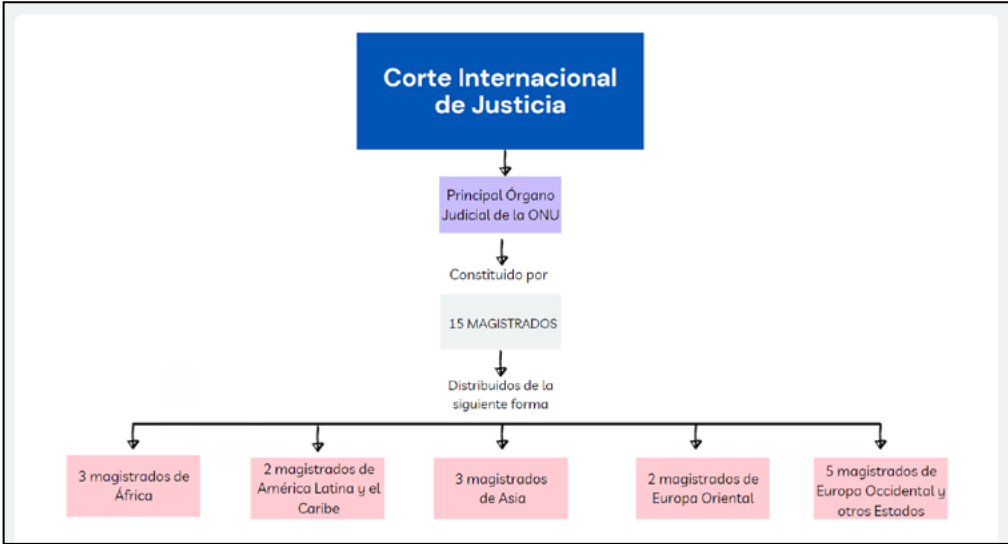 Corte Internacional
de Justicia
Principal Órgano
Judicial de la ONU
Constituido por
15 MAGISTRADOS
Distribuidos de la
siguiente forma
3 magistrados de
África
2 magistrados de
América Latina y el
Caribe
3 magistrados
de Asia
2 magistrados de
Europa Oriental
5 magistrados de
Europa Occidental y
otros Estados